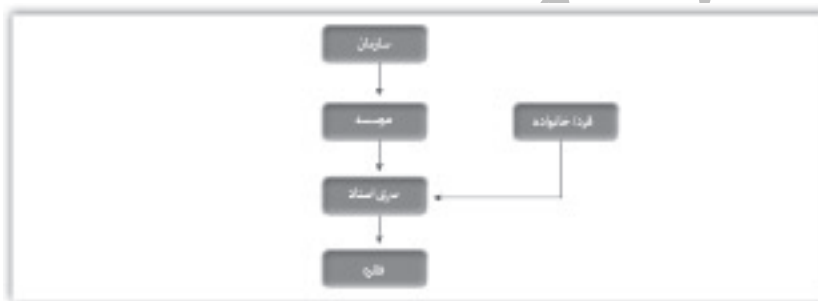 سازمان
موسسه
فرد/ خانواده
سری اسناد